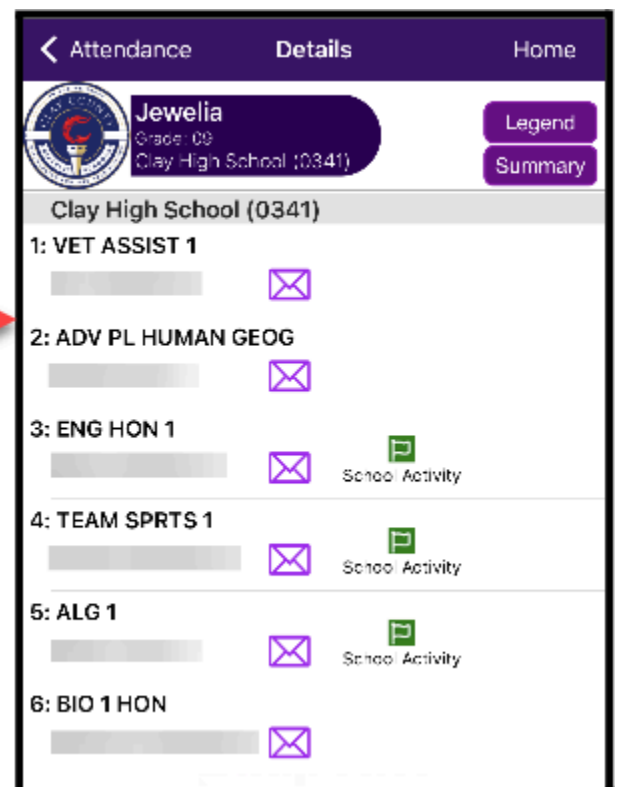 Attendance Details Home
Jewelia
Grade: 09
Clay High School (0341)
Legend
Summary
Clay High School (0341)
1: VET ASSIST 1
2: ADV PL HUMAN GEOG
3: ENG HON 1
School Activity
4: TEAM SPRTS 1
School Activity
5: ALG 1
School Activity
6: BIO 1 HON